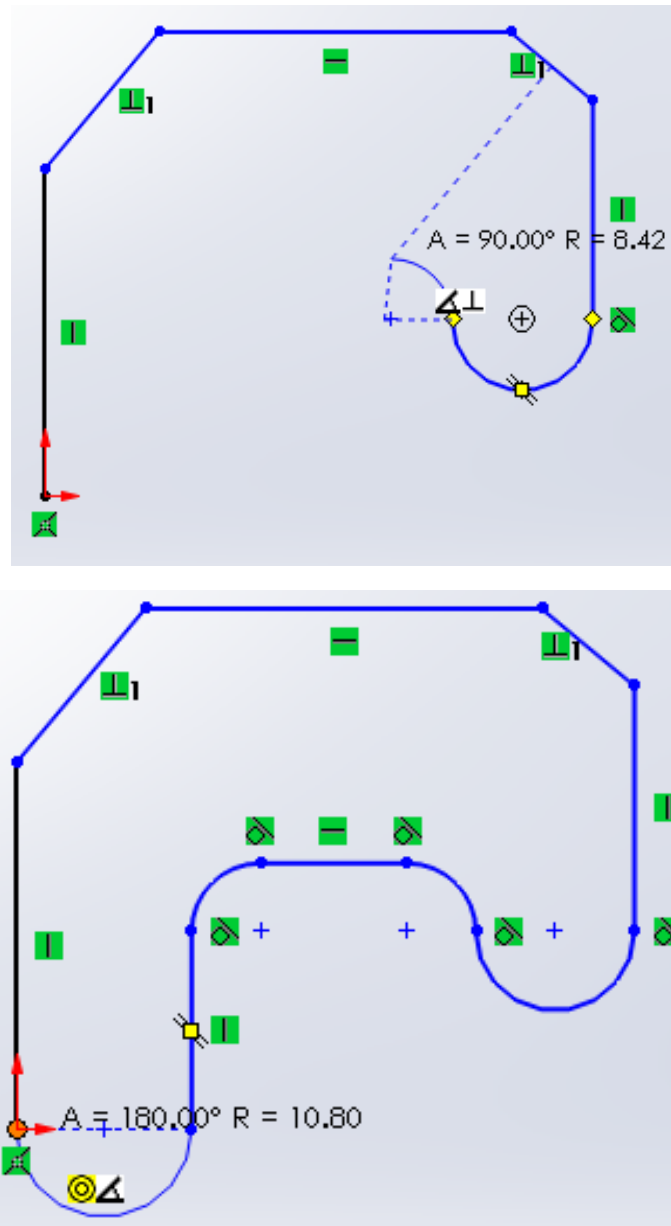 A = 90.00° R = 8.42
A = 180.00° R = 10.80